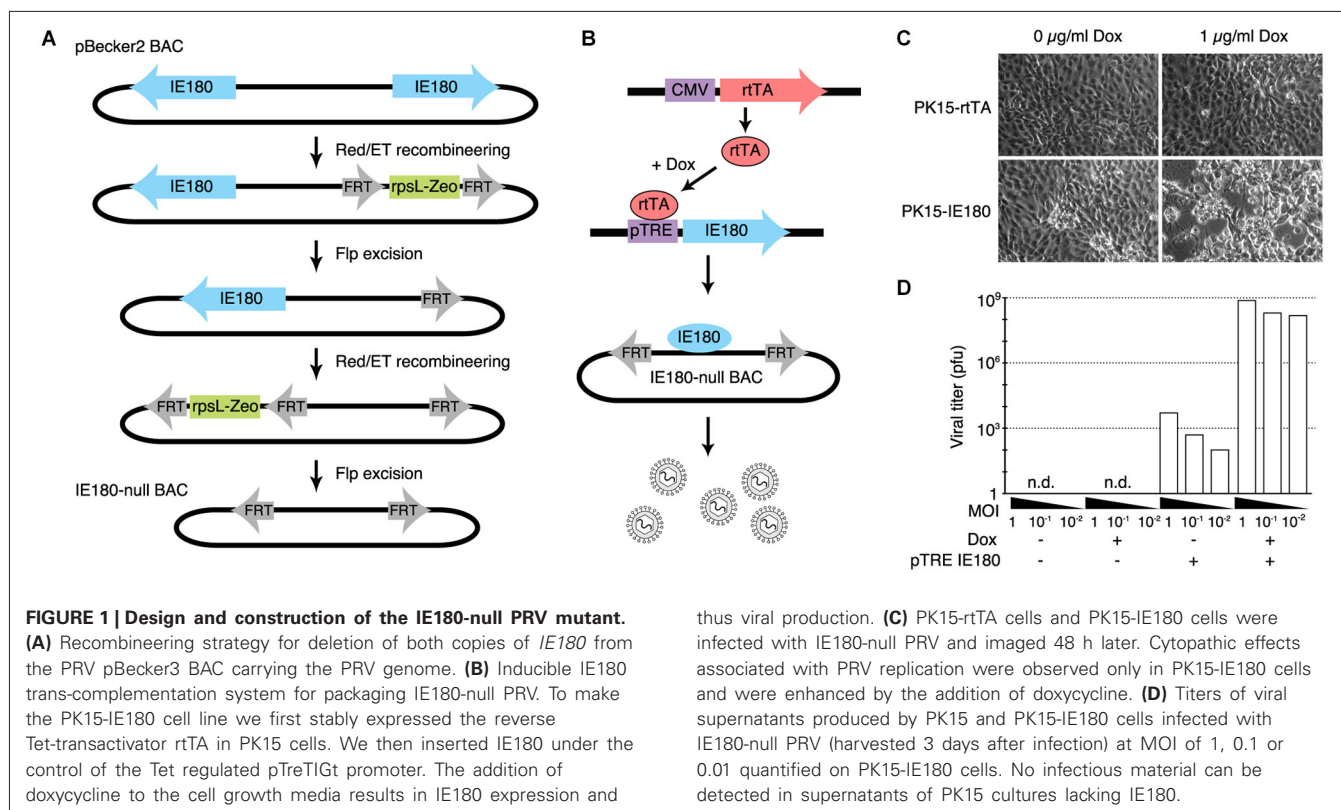 A
pBecker2 BAC
IE180
IE180
Red/ET recombineering
IE180
FRT
rpsL-Zeo
FRT
Flp excision
IE180
FRT
Red/ET recombineering
FRT
rpsL-Zeo
FRT
FRT
Flp excision
IE180-null BAC
FRT
FRT
B
CMV
rtTA
rtTA
+ Dox
rtTA
pTRE
IE180
IE180
FRT
FRT
IE180-null BAC
C
0 µg/ml Dox
1 µg/ml Dox
PK15-rtTA
PK15-IE180
D
Viral titer (pfu)
10⁹
10⁶
10³
1
n.d.
n.d.
MOI
1 10⁻¹ 10⁻² 1 10⁻¹ 10⁻² 1 10⁻¹ 10⁻² 1 10⁻¹ 10⁻²
Dox - + - +
pTRE IE180 - - + +
FIGURE 1 | Design and construction of the IE180-null PRV mutant.
(A) Recombineering strategy for deletion of both copies of IE180 from
the PRV pBecker3 BAC carrying the PRV genome. (B) Inducible IE180
trans-complementation system for packaging IE180-null PRV. To make
the PK15-IE180 cell line we first stably expressed the reverse
Tet-transactivator rtTA in PK15 cells. We then inserted IE180 under the
control of the Tet regulated pTreTIGt promoter. The addition of
doxycycline to the cell growth media results in IE180 expression and
thus viral production. (C) PK15-rtTA cells and PK15-IE180 cells were
infected with IE180-null PRV and imaged 48 h later. Cytopathic effects
associated with PRV replication were observed only in PK15-IE180 cells
and were enhanced by the addition of doxycycline. (D) Titers of viral
supernatants produced by PK15 and PK15-IE180 cells infected with
IE180-null PRV (harvested 3 days after infection) at MOI of 1, 0.1 or
0.01 quantified on PK15-IE180 cells. No infectious material can be
detected in supernatants of PK15 cultures lacking IE180.